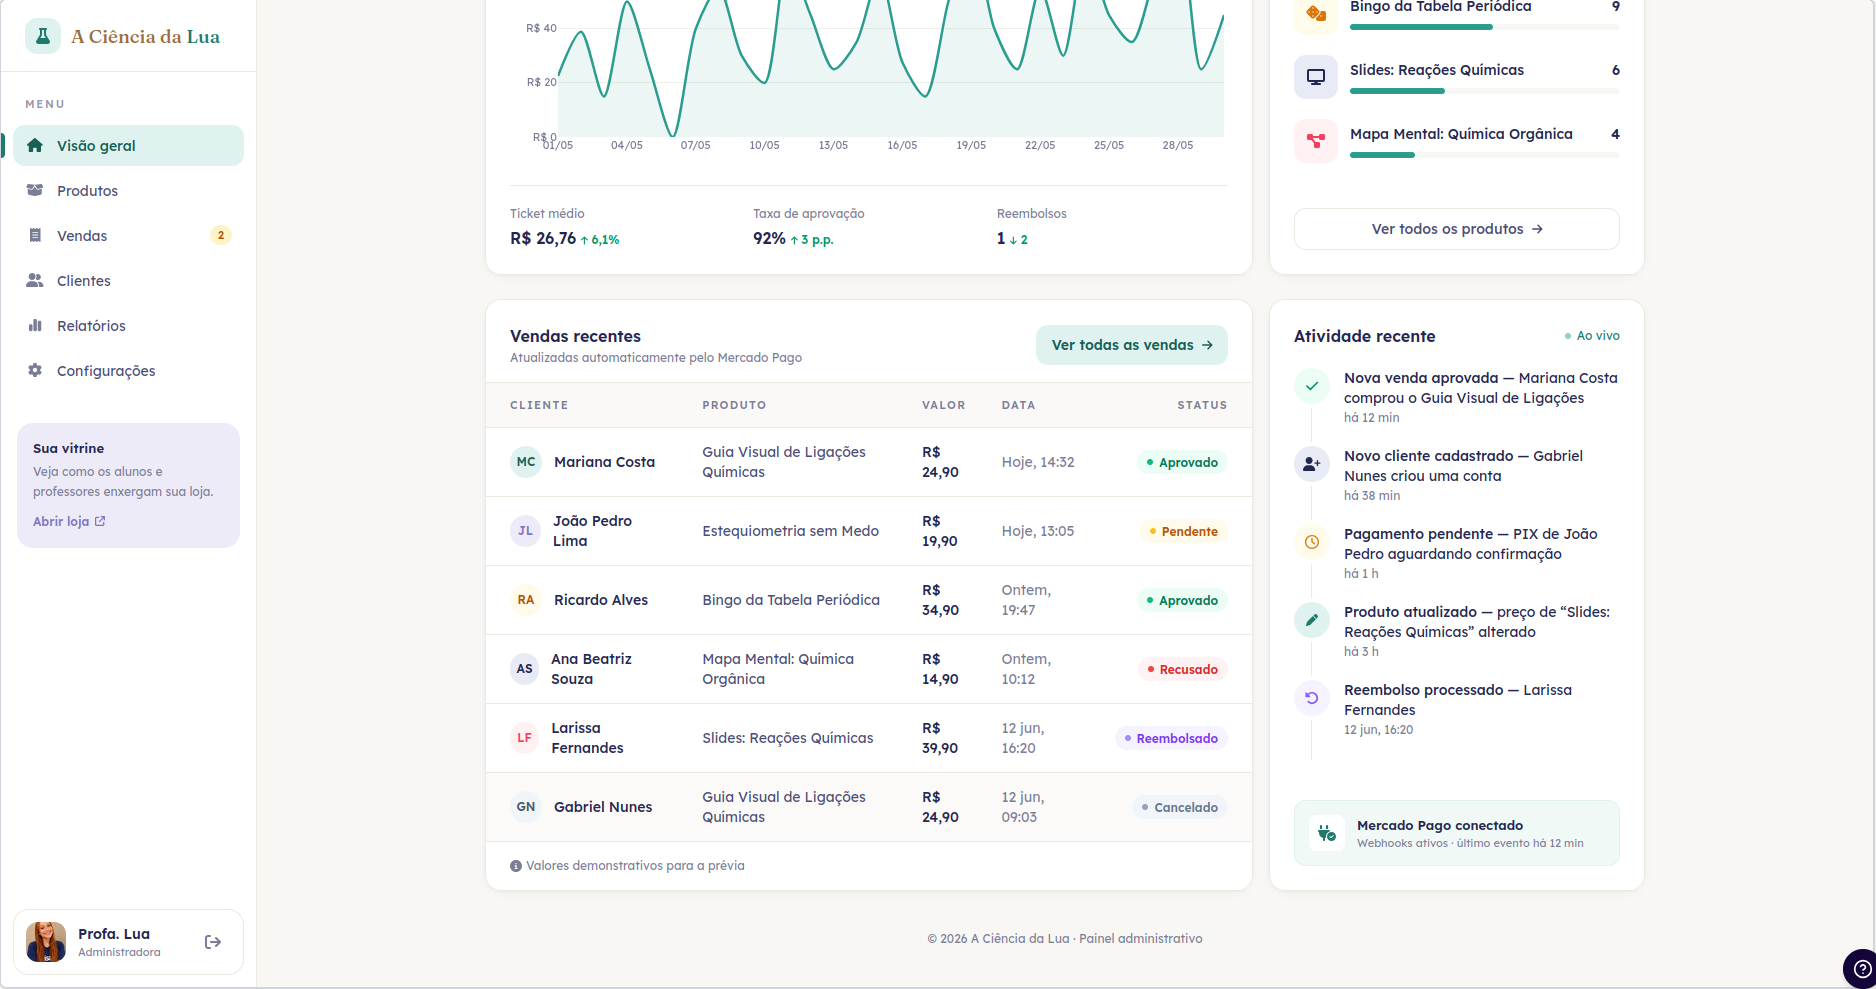 A Ciência da Lua
MENU
Visão geral
Produtos
Vendas
2
Clientes
Relatórios
Configurações
Sua vitrine
Veja como os alunos e
professores enxergam sua loja.
Abrir loja
Profa. Lua
Administradora
R$ 40
R$ 20
R$ 0
01/05 04/05 07/05 10/05 13/05 16/05 19/05 22/05 25/05 28/05
Ticket médio
R$ 26,76 ↑ 6,1%
Taxa de aprovação
92% ↑ 3 p.p.
Reembolsos
1 ↓ 2
Bingo da Tabela Periódica 9
Slides: Reações Químicas 6
Mapa Mental: Química Orgânica 4
Ver todos os produtos →
Vendas recentes
Atualizadas automaticamente pelo Mercado Pago
Ver todas as vendas →
CLIENTE PRODUTO VALOR DATA STATUS
MC Mariana Costa
Guia Visual de Ligações
Químicas
R$
24,90
Hoje, 14:32
Aprovado
JL
João Pedro
Lima
Estequiometria sem Medo
R$
19,90
Hoje, 13:05
Pendente
RA Ricardo Alves
Bingo da Tabela Periódica
R$
34,90
Ontem,
19:47
Aprovado
AS
Ana Beatriz
Souza
Mapa Mental: Química
Orgânica
R$
14,90
Ontem,
10:12
Recusado
LF
Larissa
Fernandes
Slides: Reações Químicas
R$
39,90
12 jun,
16:20
Reembolsado
GN Gabriel Nunes
Guia Visual de Ligações
Químicas
R$
24,90
12 jun,
09:03
Cancelado
Valores demonstrativos para a prévia
Atividade recente
Ao vivo
Nova venda aprovada — Mariana Costa
comprou o Guia Visual de Ligações
há 12 min
Novo cliente cadastrado — Gabriel
Nunes criou uma conta
há 38 min
Pagamento pendente — PIX de João
Pedro aguardando confirmação
há 1 h
Produto atualizado — preço de “Slides:
Reações Químicas” alterado
há 3 h
Reembolso processado — Larissa
Fernandes
12 jun, 16:20
Mercado Pago conectado
Webhooks ativos · último evento há 12 min
© 2026 A Ciência da Lua · Painel administrativo